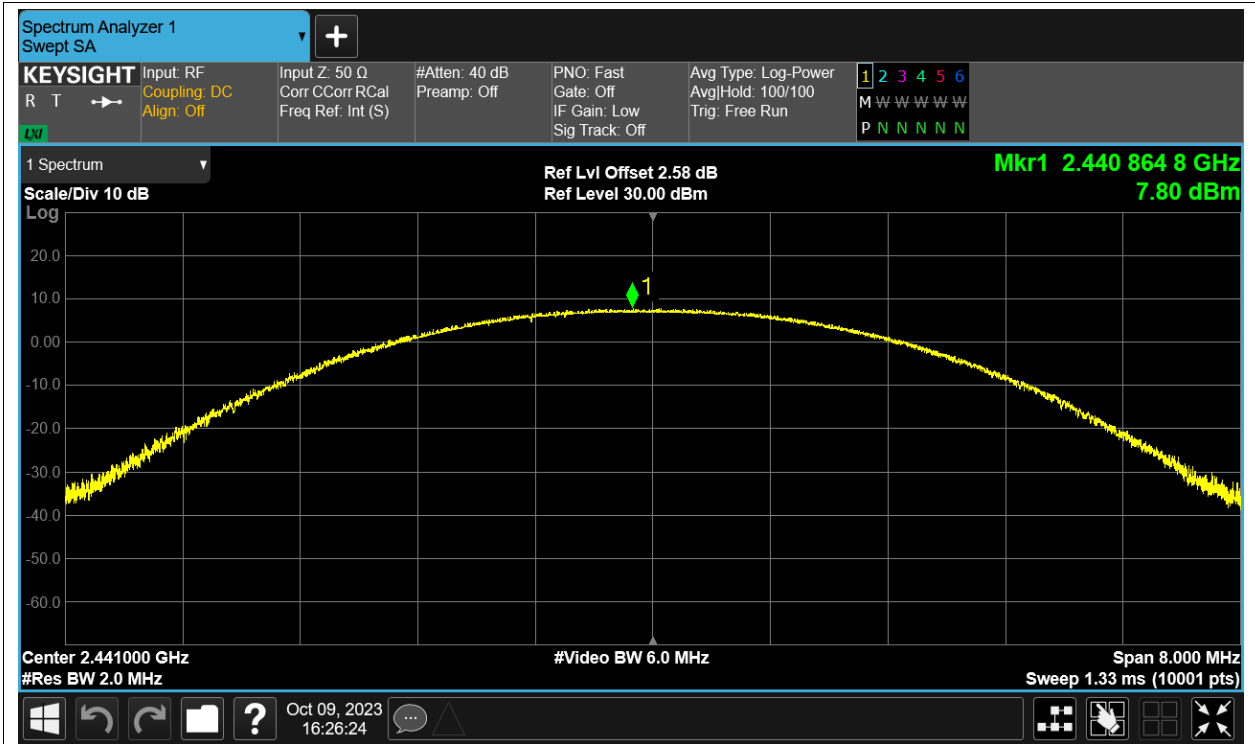 Spectrum Analyzer 1
Swept SA
KEYSIGHT
R T
LXI
Input: RF
Coupling: DC
Align: Off
Input Z: 50 Ω
Corr CCorr RCal
Freq Ref: Int (S)
#Atten: 40 dB
Preamp: Off
PNO: Fast
Gate: Off
IF Gain: Low
Sig Track: Off
Avg Type: Log-Power
Avg|Hold: 100/100
Trig: Free Run
1 2 3 4 5 6
M W W W W W
P N N N N N
1 Spectrum
Scale/Div 10 dB
Ref Lvl Offset 2.58 dB
Ref Level 30.00 dBm
Mkr1 2.440 864 8 GHz
7.80 dBm
Log
20.0
10.0
0.00
-10.0
-20.0
-30.0
-40.0
-50.0
-60.0
1
Center 2.441000 GHz
#Video BW 6.0 MHz
Span 8.000 MHz
#Res BW 2.0 MHz
Sweep 1.33 ms (10001 pts)
?
Oct 09, 2023
16:26:24